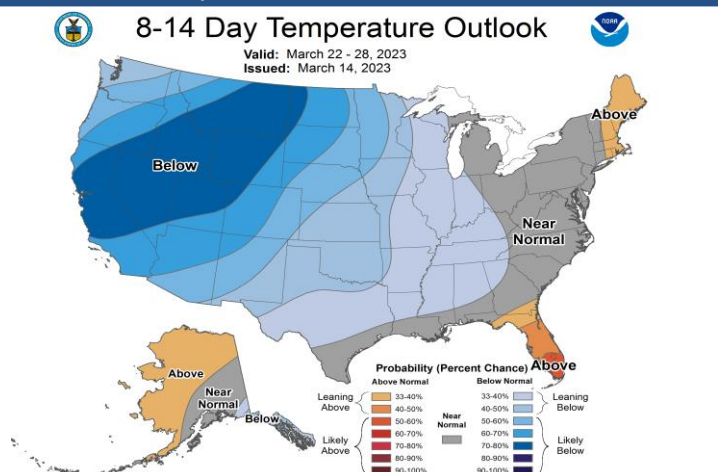 8-14 Day Temperature Outlook
Valid: March 22 - 28, 2023
Issued: March 14, 2023
NOAA
Below
Above
Near
Normal
Above
Above
Near
Normal
Below
Probability (Percent Chance)
Above Normal
Below Normal
Leaning
Above
33-40%
40-50%
Likely
Above
50-60%
60-70%
70-80%
80-90%
90-100%
Near
Normal
33-40%
40-50%
Leaning
Below
50-60%
60-70%
70-80%
80-90%
90-100%
Likely
Below